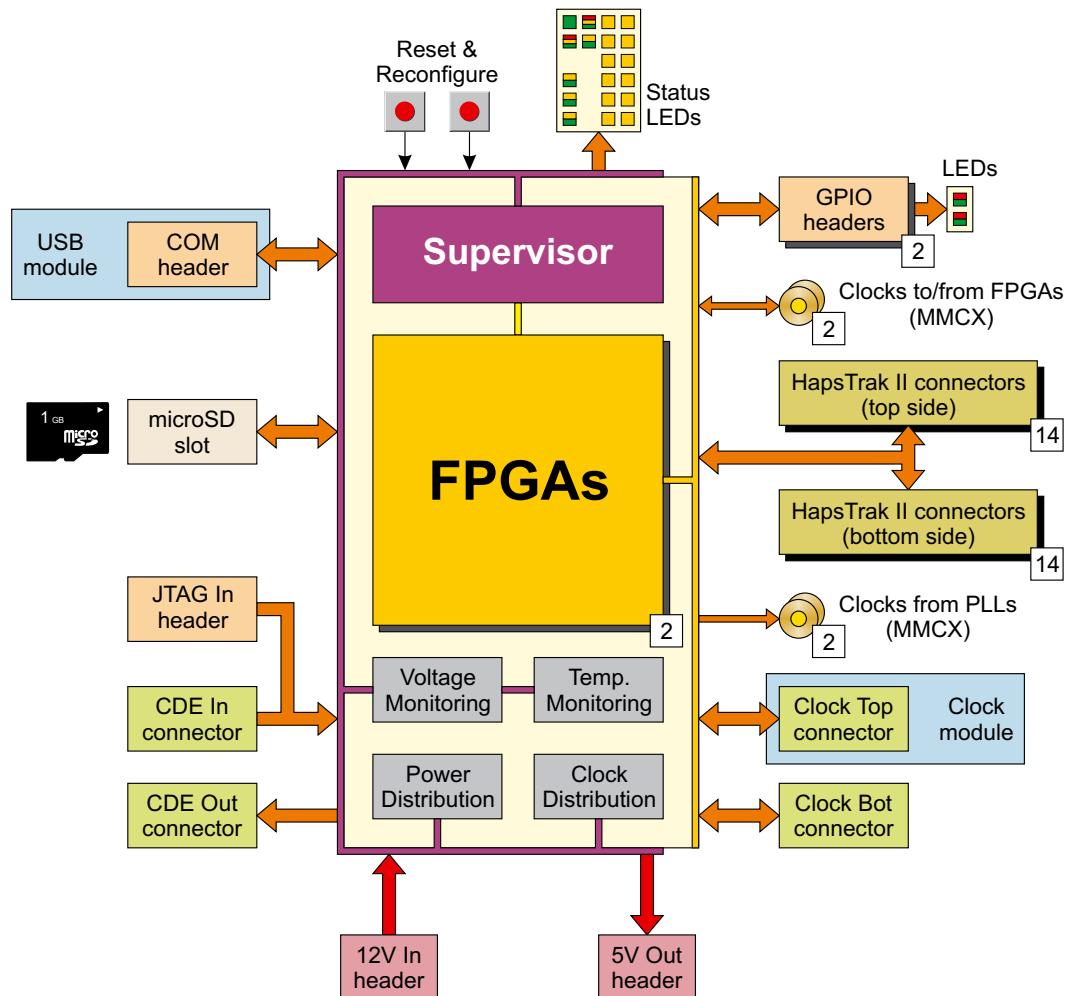 Reset &
Reconfigure
Status
LEDs
LEDs
GPIO
headers
2
USB
module
COM
header
Supervisor
Clocks to/from FPGAs
(MMCX)
2
HapsTrak II connectors
(top side)
14
1 GB
micro
SD
microSD
slot
FPGAs
2
HapsTrak II connectors
(bottom side)
14
JTAG In
header
Clocks from PLLs
(MMCX)
2
Voltage
Monitoring
Temp.
Monitoring
CDE In
connector
Clock Top
connector
Clock
module
Power
Distribution
Clock
Distribution
CDE Out
connector
Clock Bot
connector
12V In
header
5V Out
header